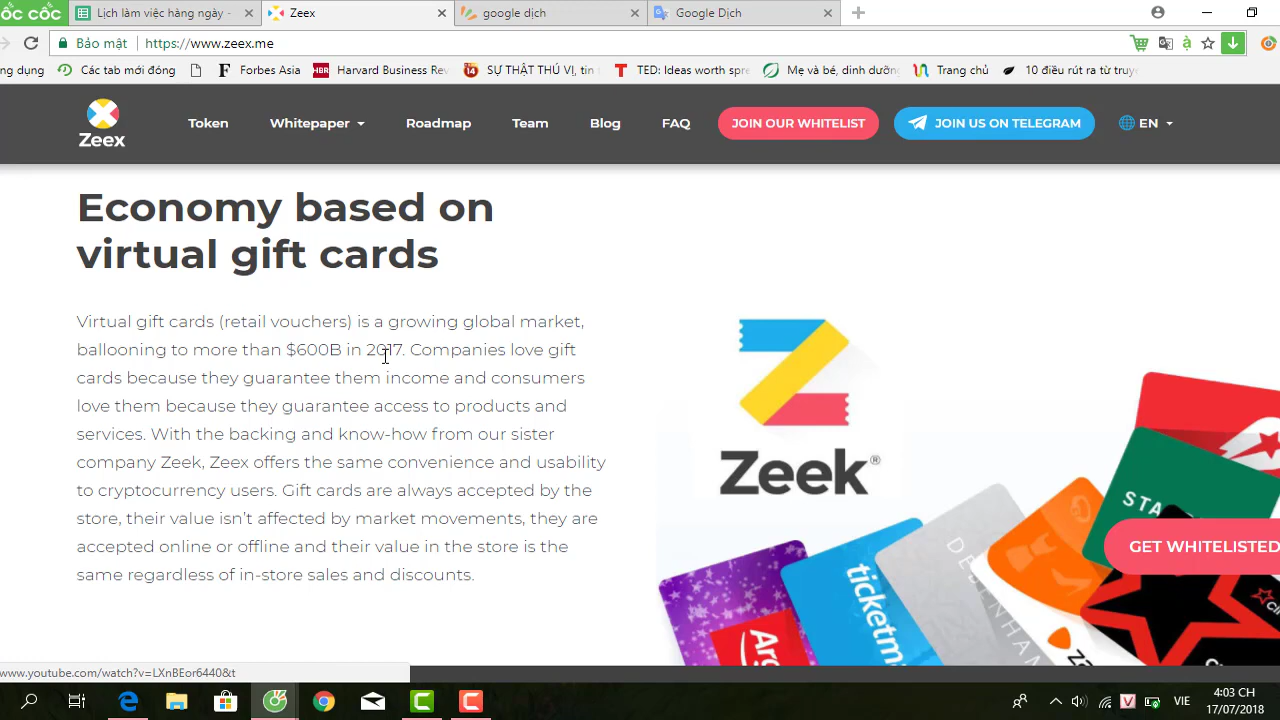 ốc cốc
Lịch làm việc hàng ngày -
Zeex
google dịch
Google Dịch
Bảo mật
https://www.zeex.me
ng dụng
Các tab mới đóng
Forbes Asia
HBR
Harvard Business Rev
14
SỰ THẬT THÚ VỊ, tin t
T
TED: Ideas worth spre
Mẹ và bé, dinh dưỡng
Trang chủ
10 điều rút ra từ truyệ
Zeex
Token
Whitepaper
Roadmap
Team
Blog
FAQ
JOIN OUR WHITELIST
JOIN US ON TELEGRAM
EN
Economy based on
virtual gift cards
Virtual gift cards (retail vouchers) is a growing global market,
ballooning to more than $600B in 2017. Companies love gift
cards because they guarantee them income and consumers
love them because they guarantee access to products and
services. With the backing and know-how from our sister
company Zeek, Zeex offers the same convenience and usability
to cryptocurrency users. Gift cards are always accepted by the
store, their value isn't affected by market movements, they are
accepted online or offline and their value in the store is the
same regardless of in-store sales and discounts.
Zeek®
STA
GET WHITELISTED
DEBENHAM
ticketma
Arg
za
www.youtube.com/watch?v=LXnBEor6440&t
VIE
4:03 CH
17/07/2018